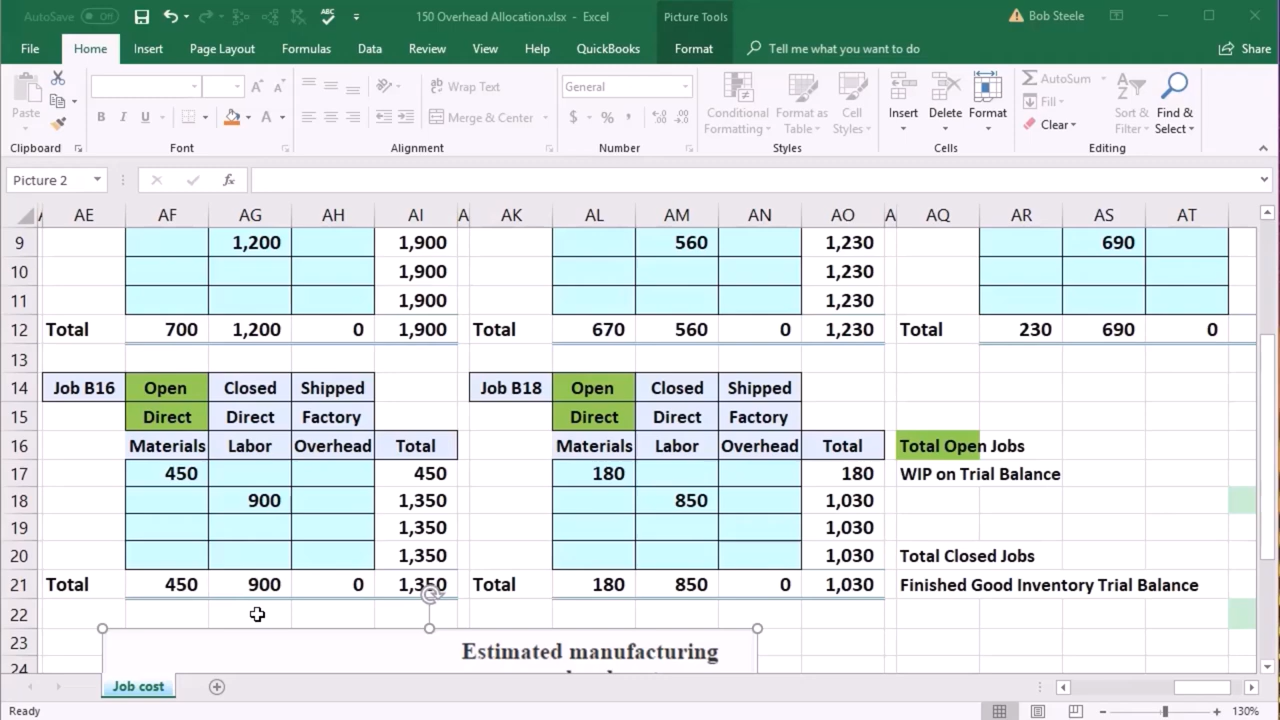 AutoSave Off 150 Overhead Allocation.xlsx - Excel Picture Tools Bob Steele
File Home Insert Page Layout Formulas Data Review View Help QuickBooks Format Tell me what you want to do Share
Paste
Clipboard
B I U A A A
Font
ab Wrap Text
Merge & Center
Alignment
General
$ % ,
Number
Conditional Formatting Format as Table Cell Styles
Styles
Insert Delete Format
Cells
AutoSum
Fill
Clear
Sort & Filter Find & Select
Editing
Picture 2 fx
AE AF AG AH AI A AK AL AM AN AO A AQ AR AS AT
9 1,200 1,900 560 1,230 690
10 1,900 1,230
11 1,900 1,230
12 Total 700 1,200 0 1,900 Total 670 560 0 1,230 Total 230 690 0
13
14 Job B16 Open Closed Shipped Job B18 Open Closed Shipped
15 Direct Direct Factory Direct Direct Factory
16 Materials Labor Overhead Total Materials Labor Overhead Total Total Open Jobs
17 450 450 180 180 WIP on Trial Balance
18 900 1,350 850 1,030
19 1,350 1,030
20 1,350 1,030 Total Closed Jobs
21 Total 450 900 0 1,350 Total 180 850 0 1,030 Finished Good Inventory Trial Balance
22
23 Estimated manufacturing
24
Job cost
Ready 130%